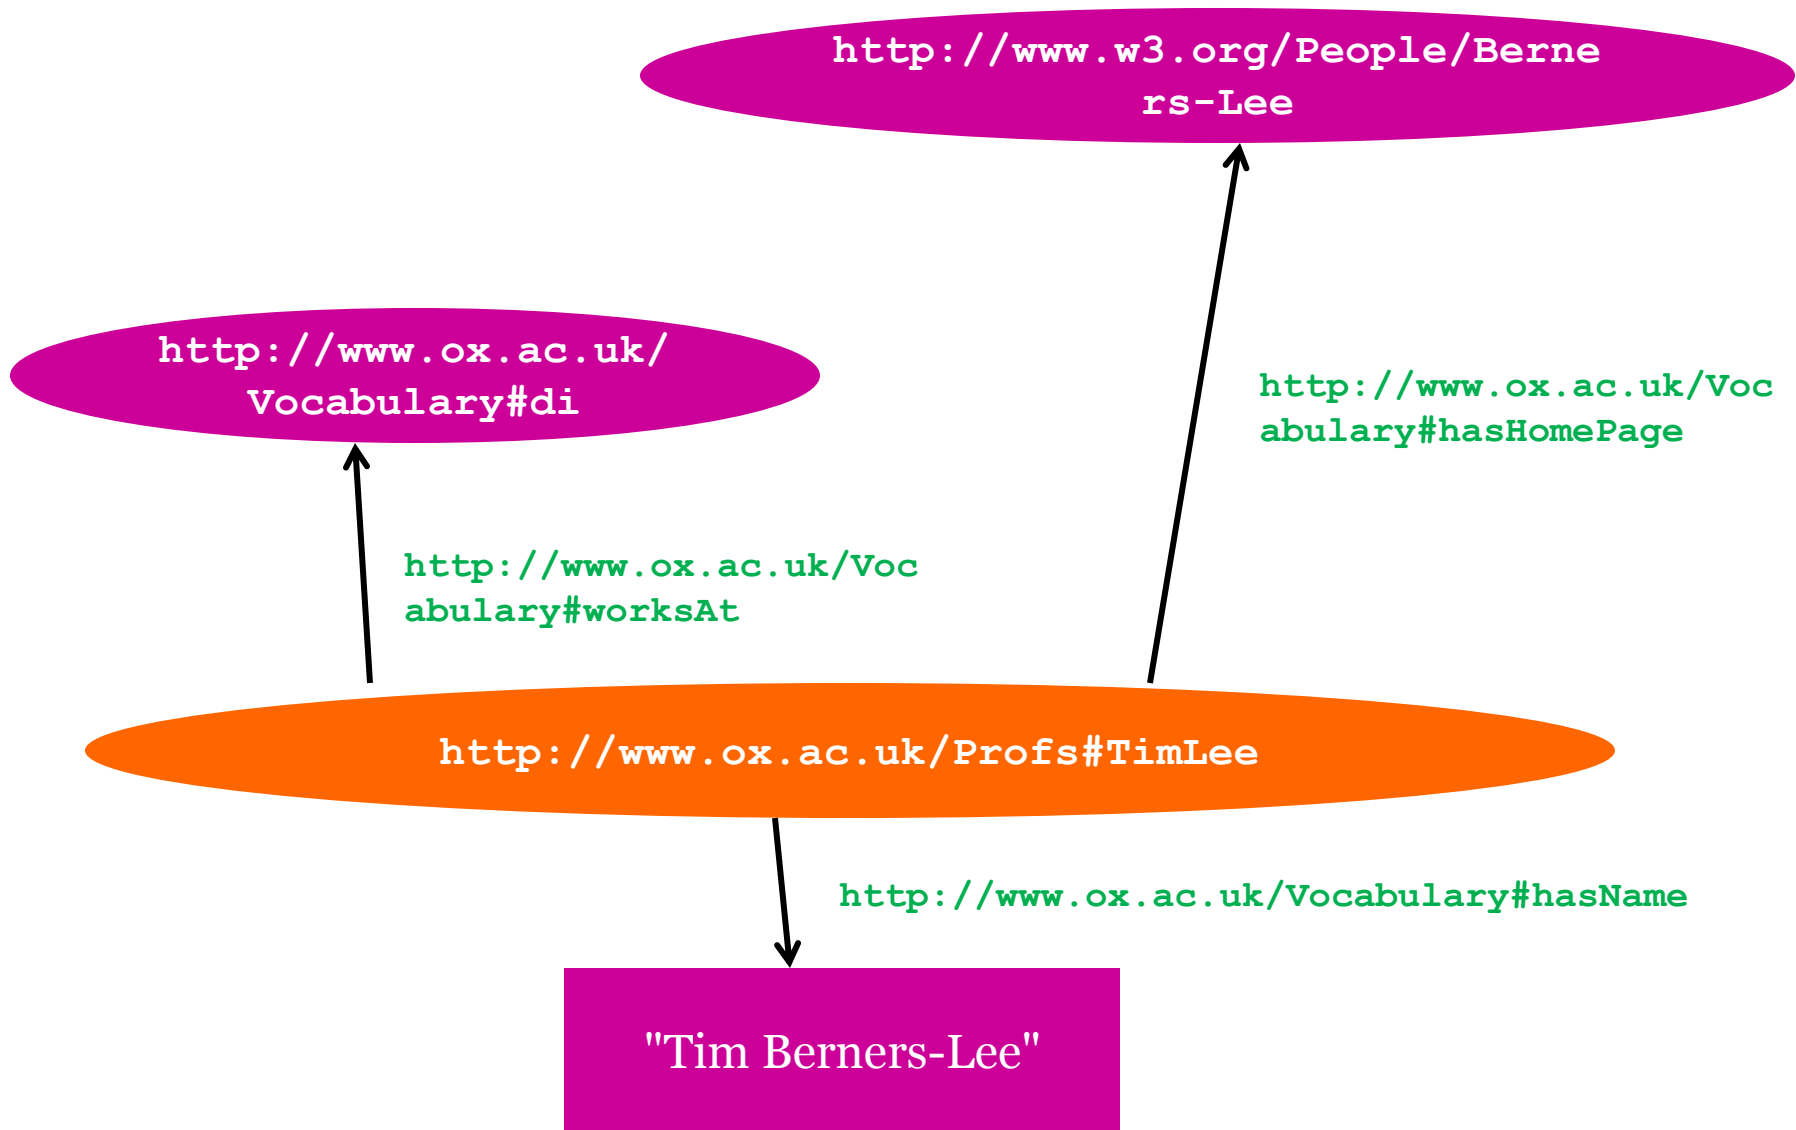 http://www.w3.org/People/Berne
rs-Lee
http://www.ox.ac.uk/
Vocabulary#di
http://www.ox.ac.uk/Voc
abulary#hasHomePage
http://www.ox.ac.uk/Voc
abulary#worksAt
http://www.ox.ac.uk/Profs#TimLee
http://www.ox.ac.uk/Vocabulary#hasName
"Tim Berners-Lee"